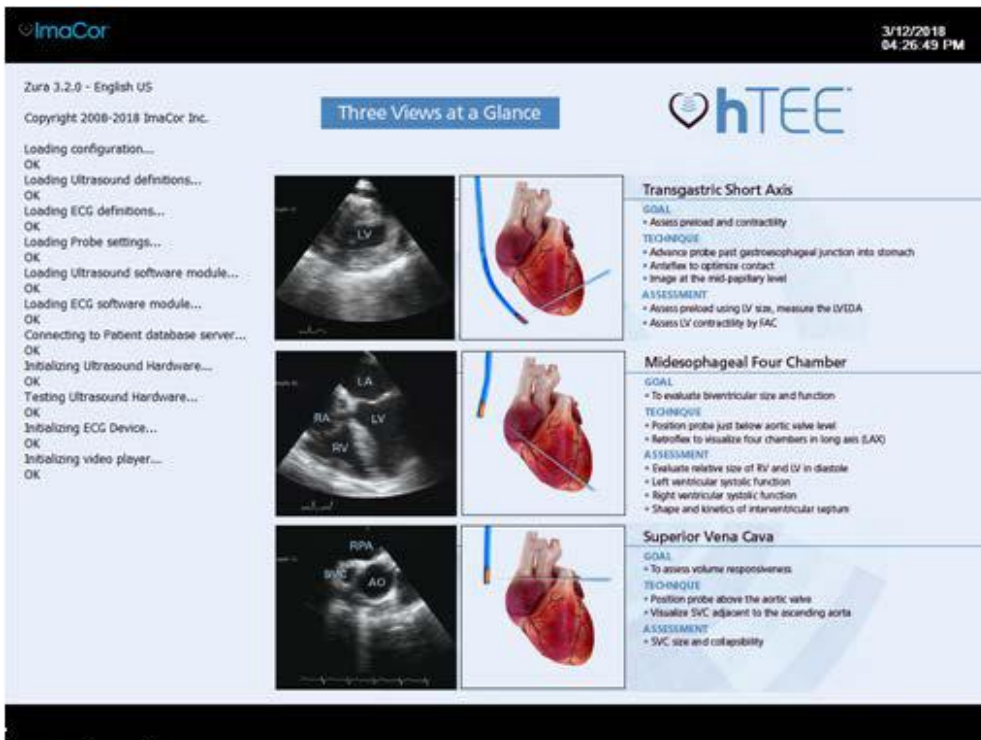 ImaCor
3/12/2018
04:26:49 PM
Zura 3.2.0 - English US
Copyright 2008-2018 ImaCor Inc.
Loading configuration...
OK
Loading Ultrasound definitions...
OK
Loading ECG definitions...
OK
Loading Probe settings...
OK
Loading Ultrasound software module...
OK
Loading ECG software module...
OK
Connecting to Patient database server...
OK
Initializing Ultrasound Hardware...
OK
Testing Ultrasound Hardware...
OK
Initializing ECG Device...
OK
Initializing video player...
OK
Three Views at a Glance
hTEE
LV
Transgastric Short Axis
GOAL
• Assess preload and contractility
TECHNIQUE
• Advance probe past gastroesophageal junction into stomach
• Anteflex to optimize contact
• Image at the mid-papillary level
ASSESSMENT
• Assess preload using LV size, measure the LVEDA
• Assess LV contractility by FAC
LA
RA
LV
RV
Midesophageal Four Chamber
GOAL
• To evaluate biventricular size and function
TECHNIQUE
• Position probe just below aortic valve level
• Retroflex to visualize four chambers in long axis (LAX)
ASSESSMENT
• Evaluate relative size of RV and LV in diastole
• Left ventricular systolic function
• Right ventricular systolic function
• Shape and kinetics of interventricular septum
RPA
SVC
AO
Superior Vena Cava
GOAL
• To assess volume responsiveness
TECHNIQUE
• Position probe above the aortic valve
• Visualize SVC adjacent to the ascending aorta
ASSESSMENT
• SVC size and collapsibility